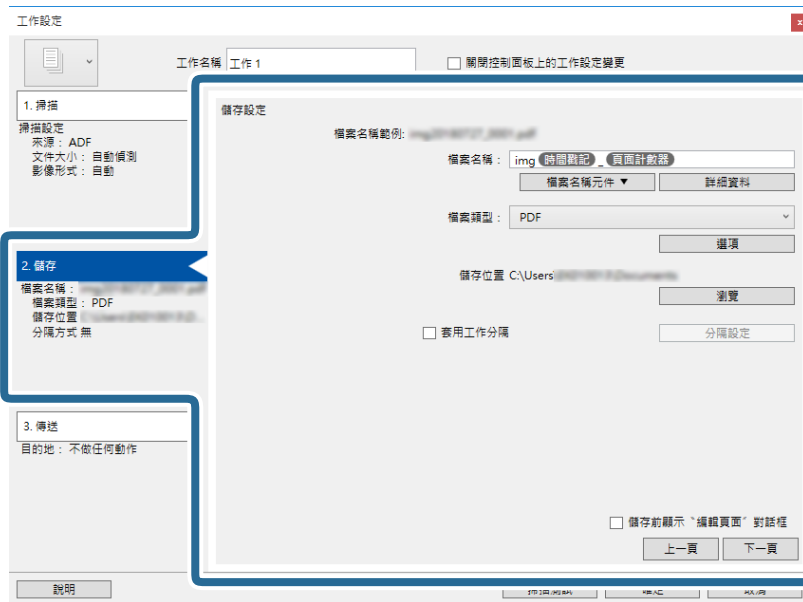 工作設定
工作名稱 工作 1
關閉控制面板上的工作設定變更
1. 掃描
掃描設定
來源： ADF
文件大小： 自動偵測
影像形式： 自動
2. 儲存
檔案名稱：
檔案類型： PDF
儲存位置
分隔方式 無
3. 傳送
目的地： 不做任何動作
儲存設定
檔案名稱範例:
檔案名稱： img 時間戳記 _ 頁面計數器
檔案名稱元件 ▼ 詳細資料
檔案類型： PDF
選項
儲存位置 C:\Users
瀏覽
套用工作分隔 分隔設定
儲存前顯示〝編輯頁面〞對話框
上一頁 下一頁
說明 掃描測試 確定 取消